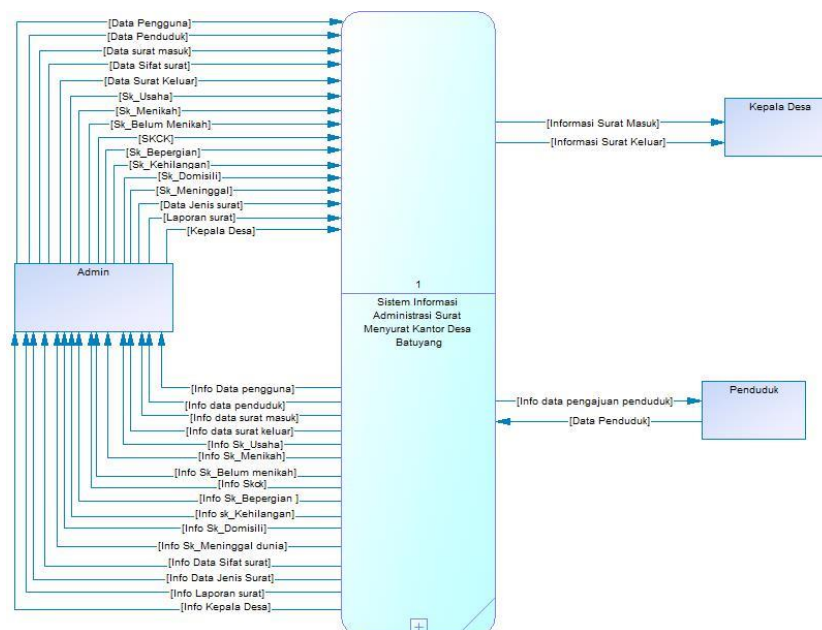 [Data Pengguna]
[Data Penduduk]
[Data surat masuk]
[Data Sifat surat]
[Data Surat Keluar]
[Sk_Usaha]
[Sk_Menikah]
[Sk_Belum Menikah]
[SKCK]
[Sk_Bepergian]
[Sk_Kehilangan]
[Sk_Domisili]
[Sk_Meninggal]
[Data Jenis surat]
[Laporan surat]
[Kepala Desa]
Admin
1
Sistem Informasi
Administrasi Surat
Menyurat Kantor Desa
Batuyang
[Informasi Surat Masuk]
[Informasi Surat Keluar]
Kepala Desa
[Info data pengajuan penduduk]
[Data Penduduk]
Penduduk
[Info Data pengguna]
[Info data penduduk]
[Info data surat masuk]
[Info data surat keluar]
[Info Sk_Usaha]
[Info Sk_Menikah]
[Info Sk_Belum menikah]
[Info Skck]
[Info Sk_Bepergian ]
[Info sk_Kehilangan]
[Info Sk_Domisili]
[Info Sk_Meninggal dunia]
[Info Data Sifat surat]
[Info Data Jenis Surat]
[Info Laporan surat]
[Info Kepala Desa]